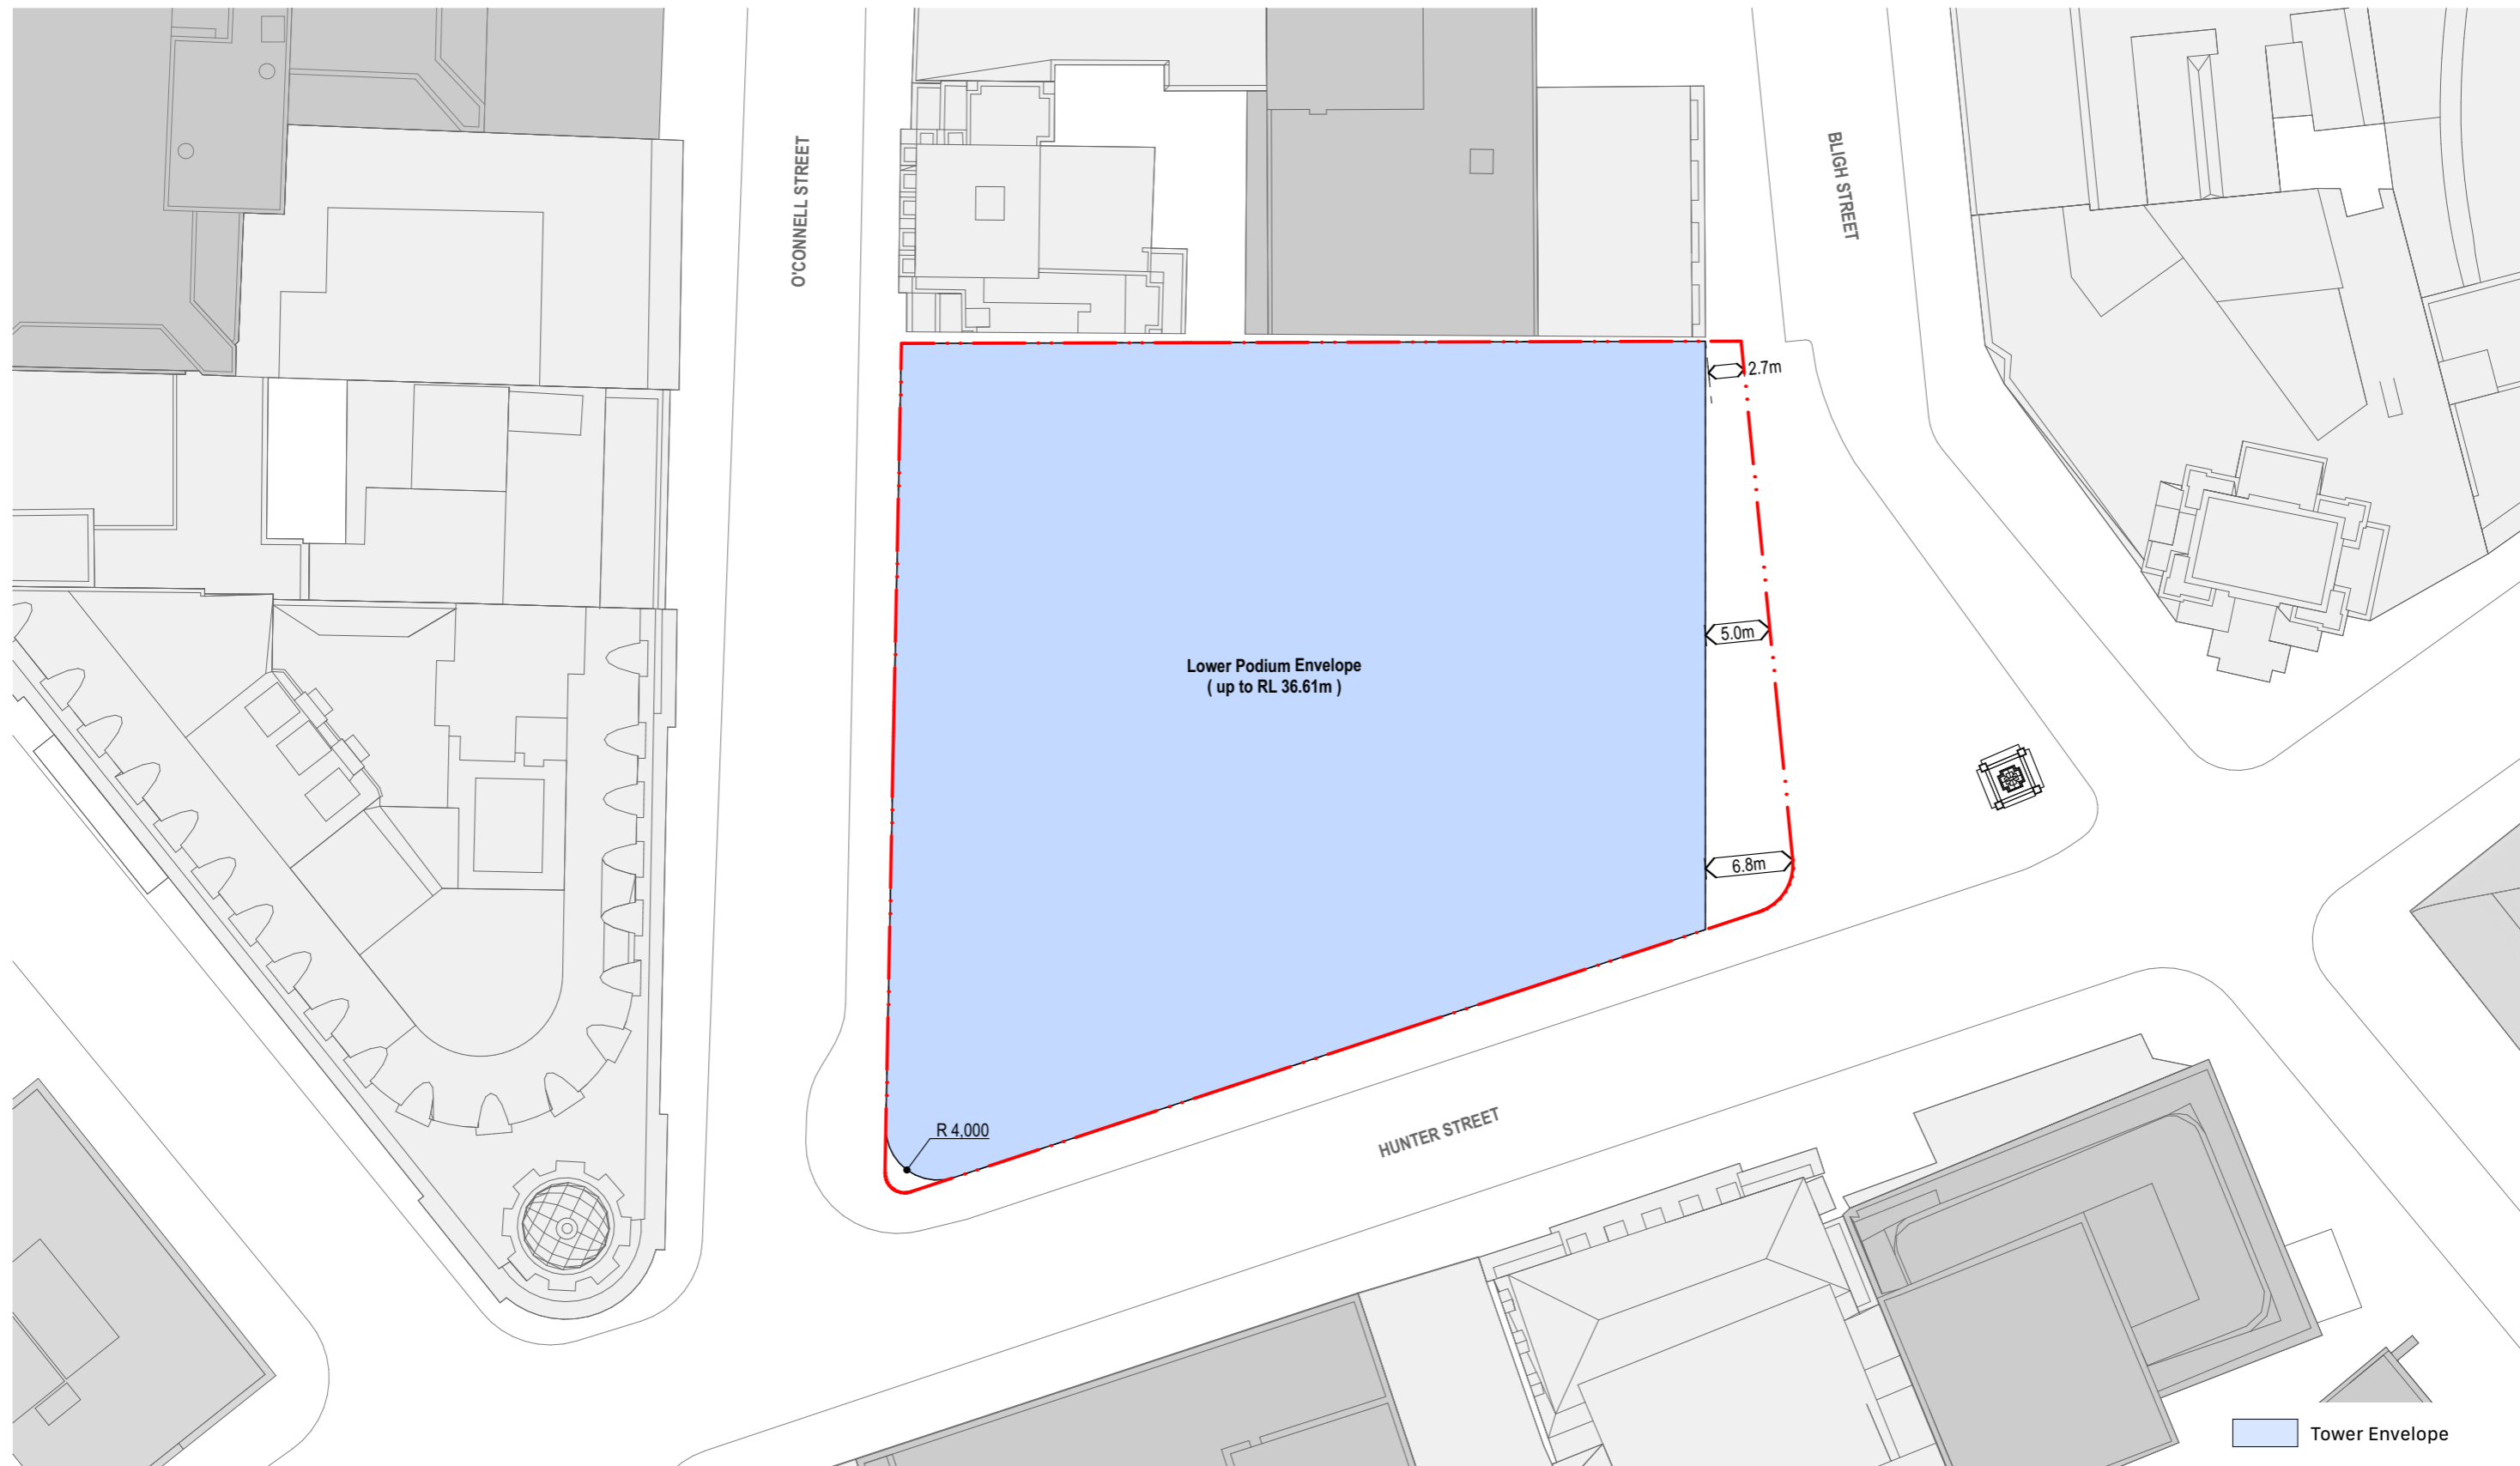 O'CONNELL STREET
BLIGH STREET
2.7m
5.0m
Lower Podium Envelope
( up to RL 36.61m )
6.8m
R 4,000
HUNTER STREET
Tower Envelope